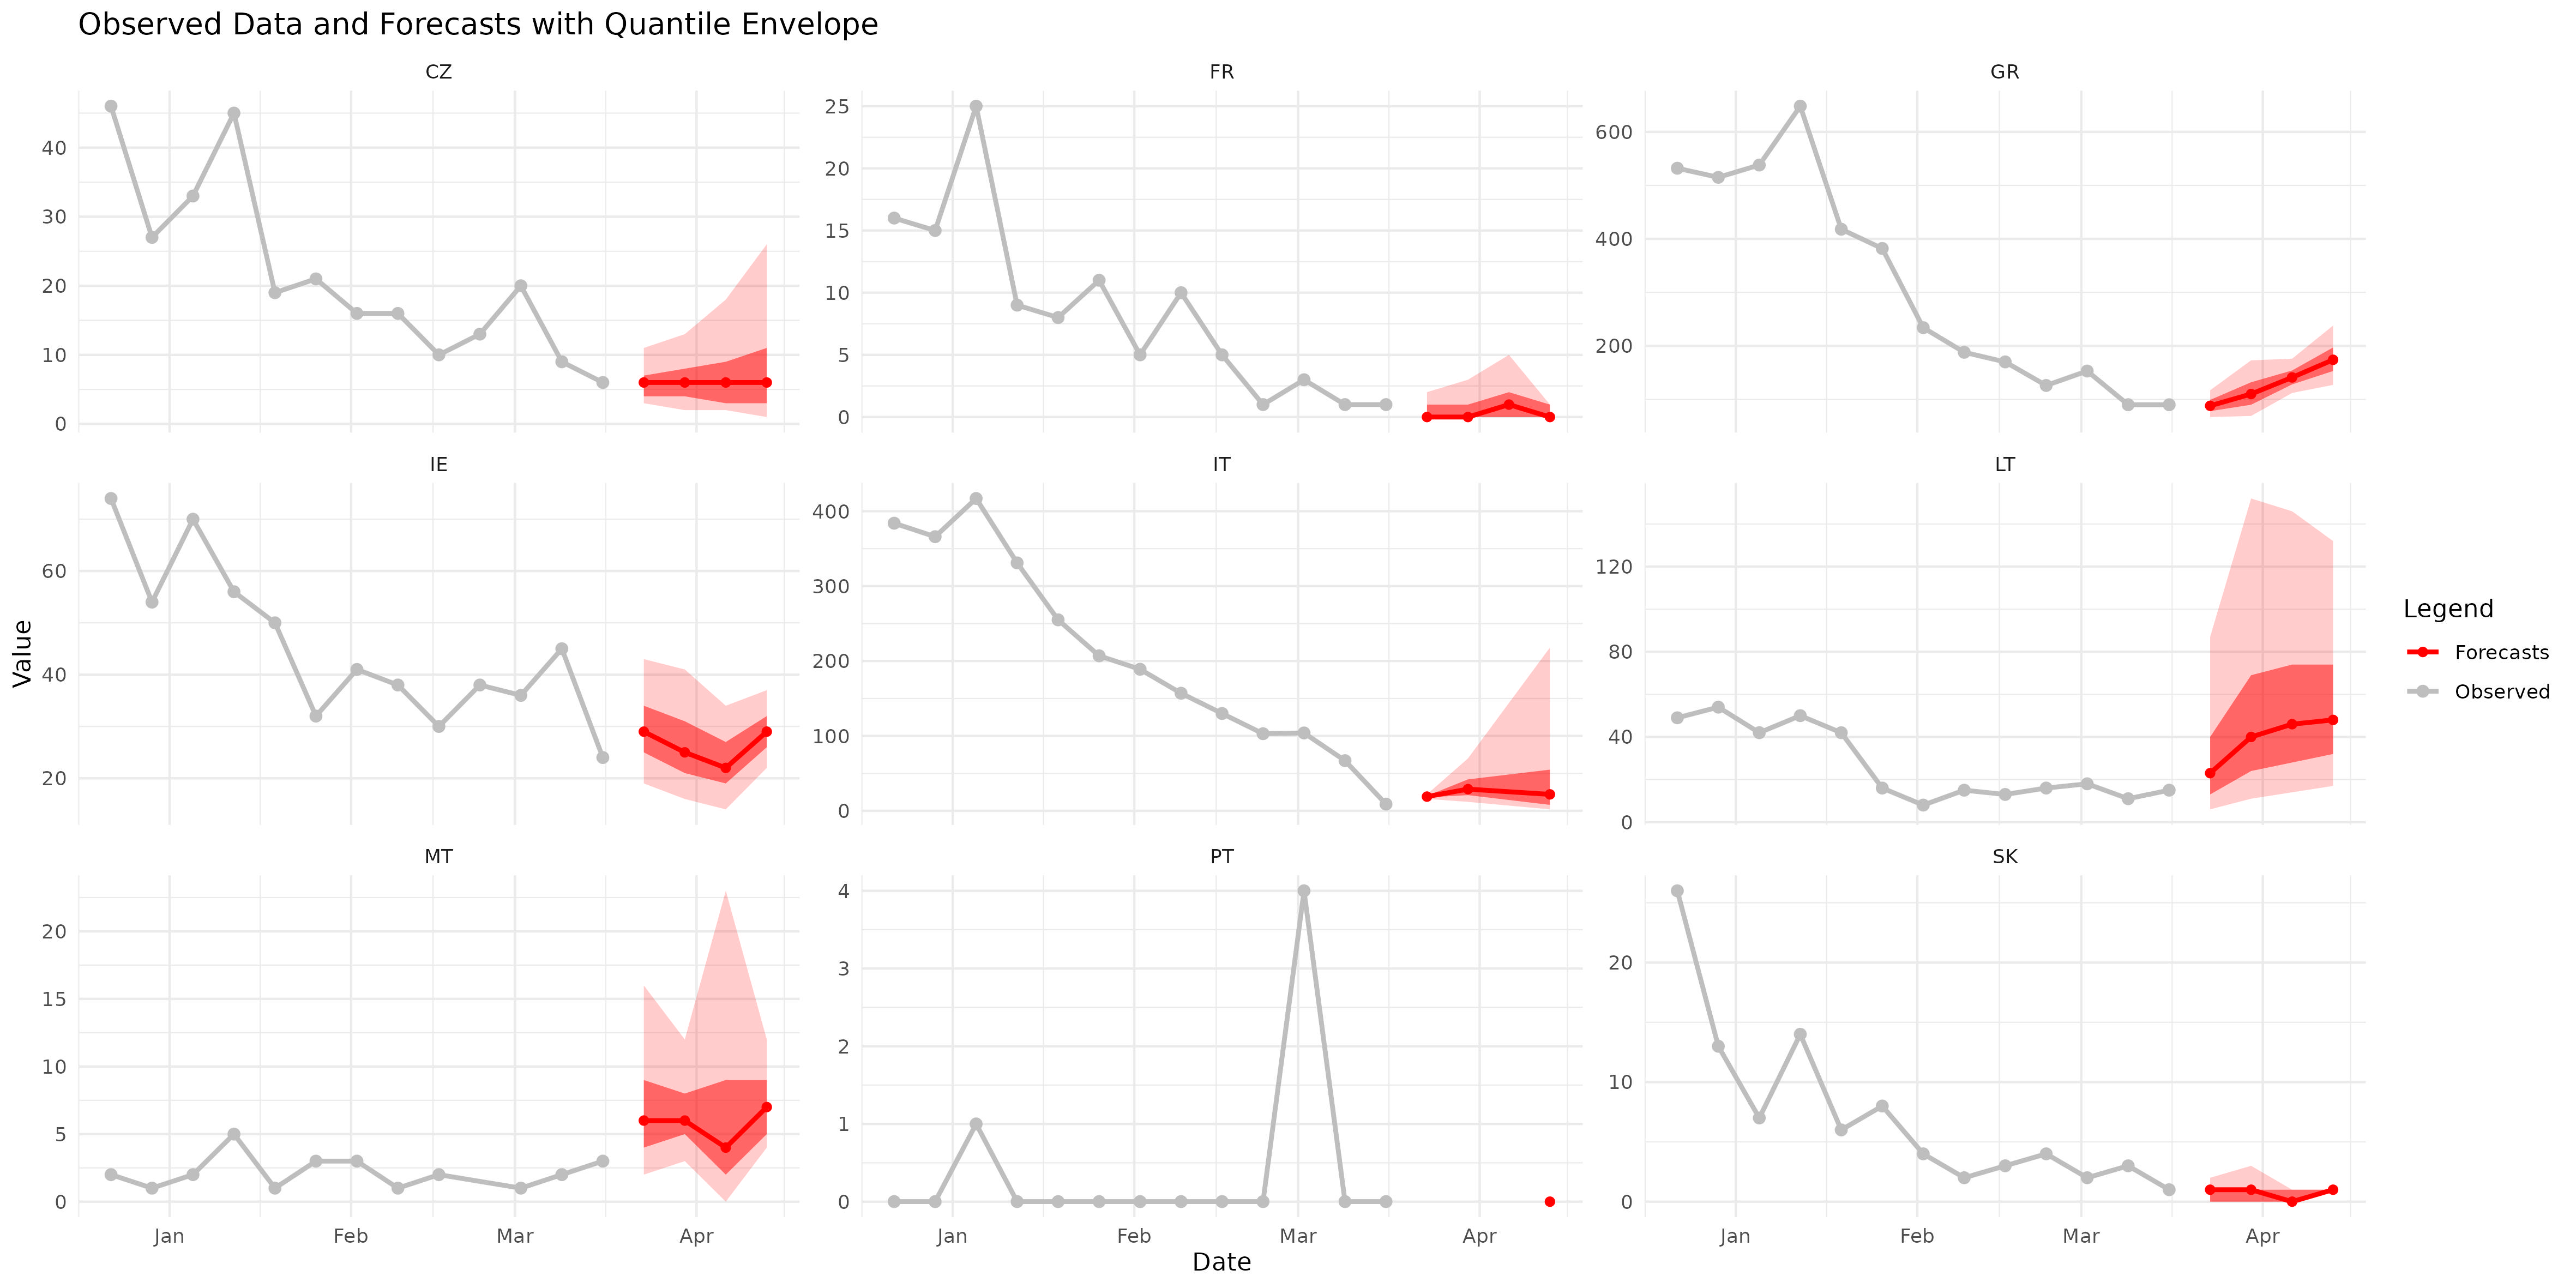 Observed Data and Forecasts with Quantile Envelope
CZ
FR
GR
40
30
20
10
0
25
20
15
10
5
0
600
400
200
IE
IT
LT
60
40
20
400
300
200
100
0
120
80
40
0
MT
PT
SK
20
15
10
5
0
4
3
2
1
0
20
10
0
Jan Feb Mar Apr
Jan Feb Mar Apr
Jan Feb Mar Apr
Value
Date
Legend
Forecasts
Observed